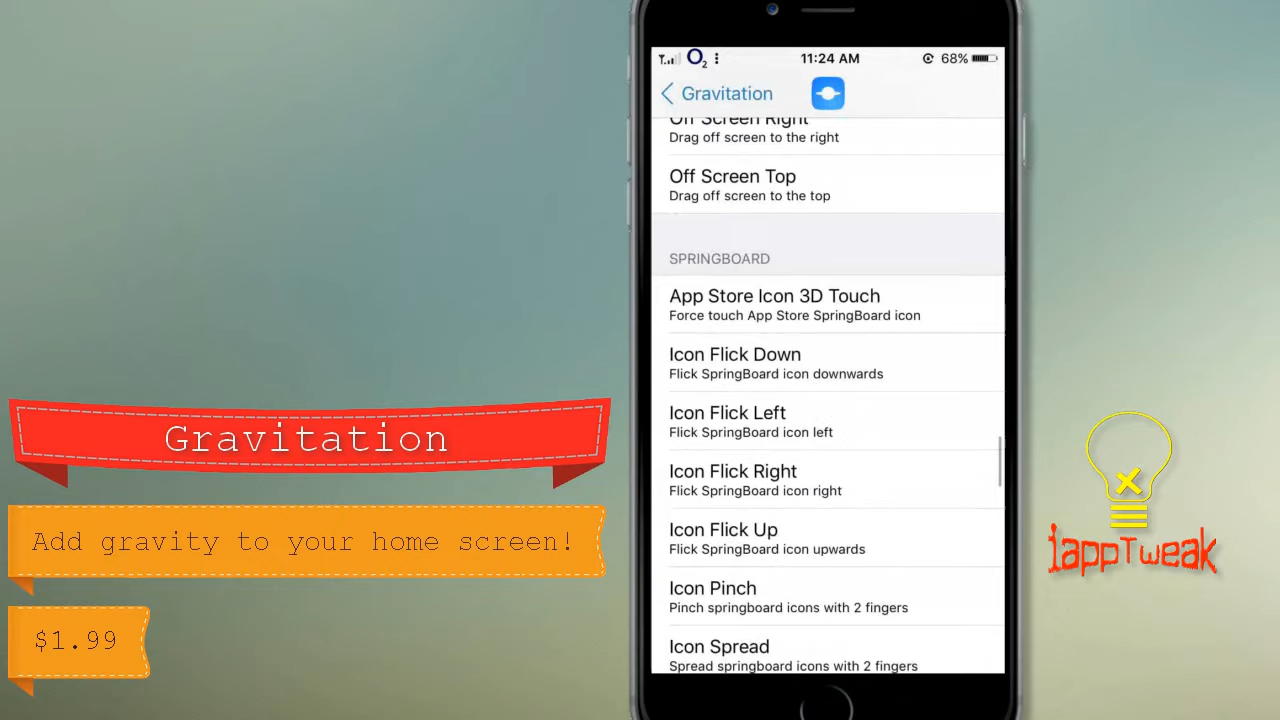 O2
11:24 AM
68%
Gravitation
Off Screen Right
Drag off screen to the right
Off Screen Top
Drag off screen to the top
SPRINGBOARD
App Store Icon 3D Touch
Force touch App Store SpringBoard icon
Icon Flick Down
Flick SpringBoard icon downwards
Icon Flick Left
Flick SpringBoard icon left
Icon Flick Right
Flick SpringBoard icon right
Icon Flick Up
Flick SpringBoard icon upwards
Icon Pinch
Pinch springboard icons with 2 fingers
Icon Spread
Spread springboard icons with 2 fingers
Gravitation
Add gravity to your home screen!
$1.99
iappTweak